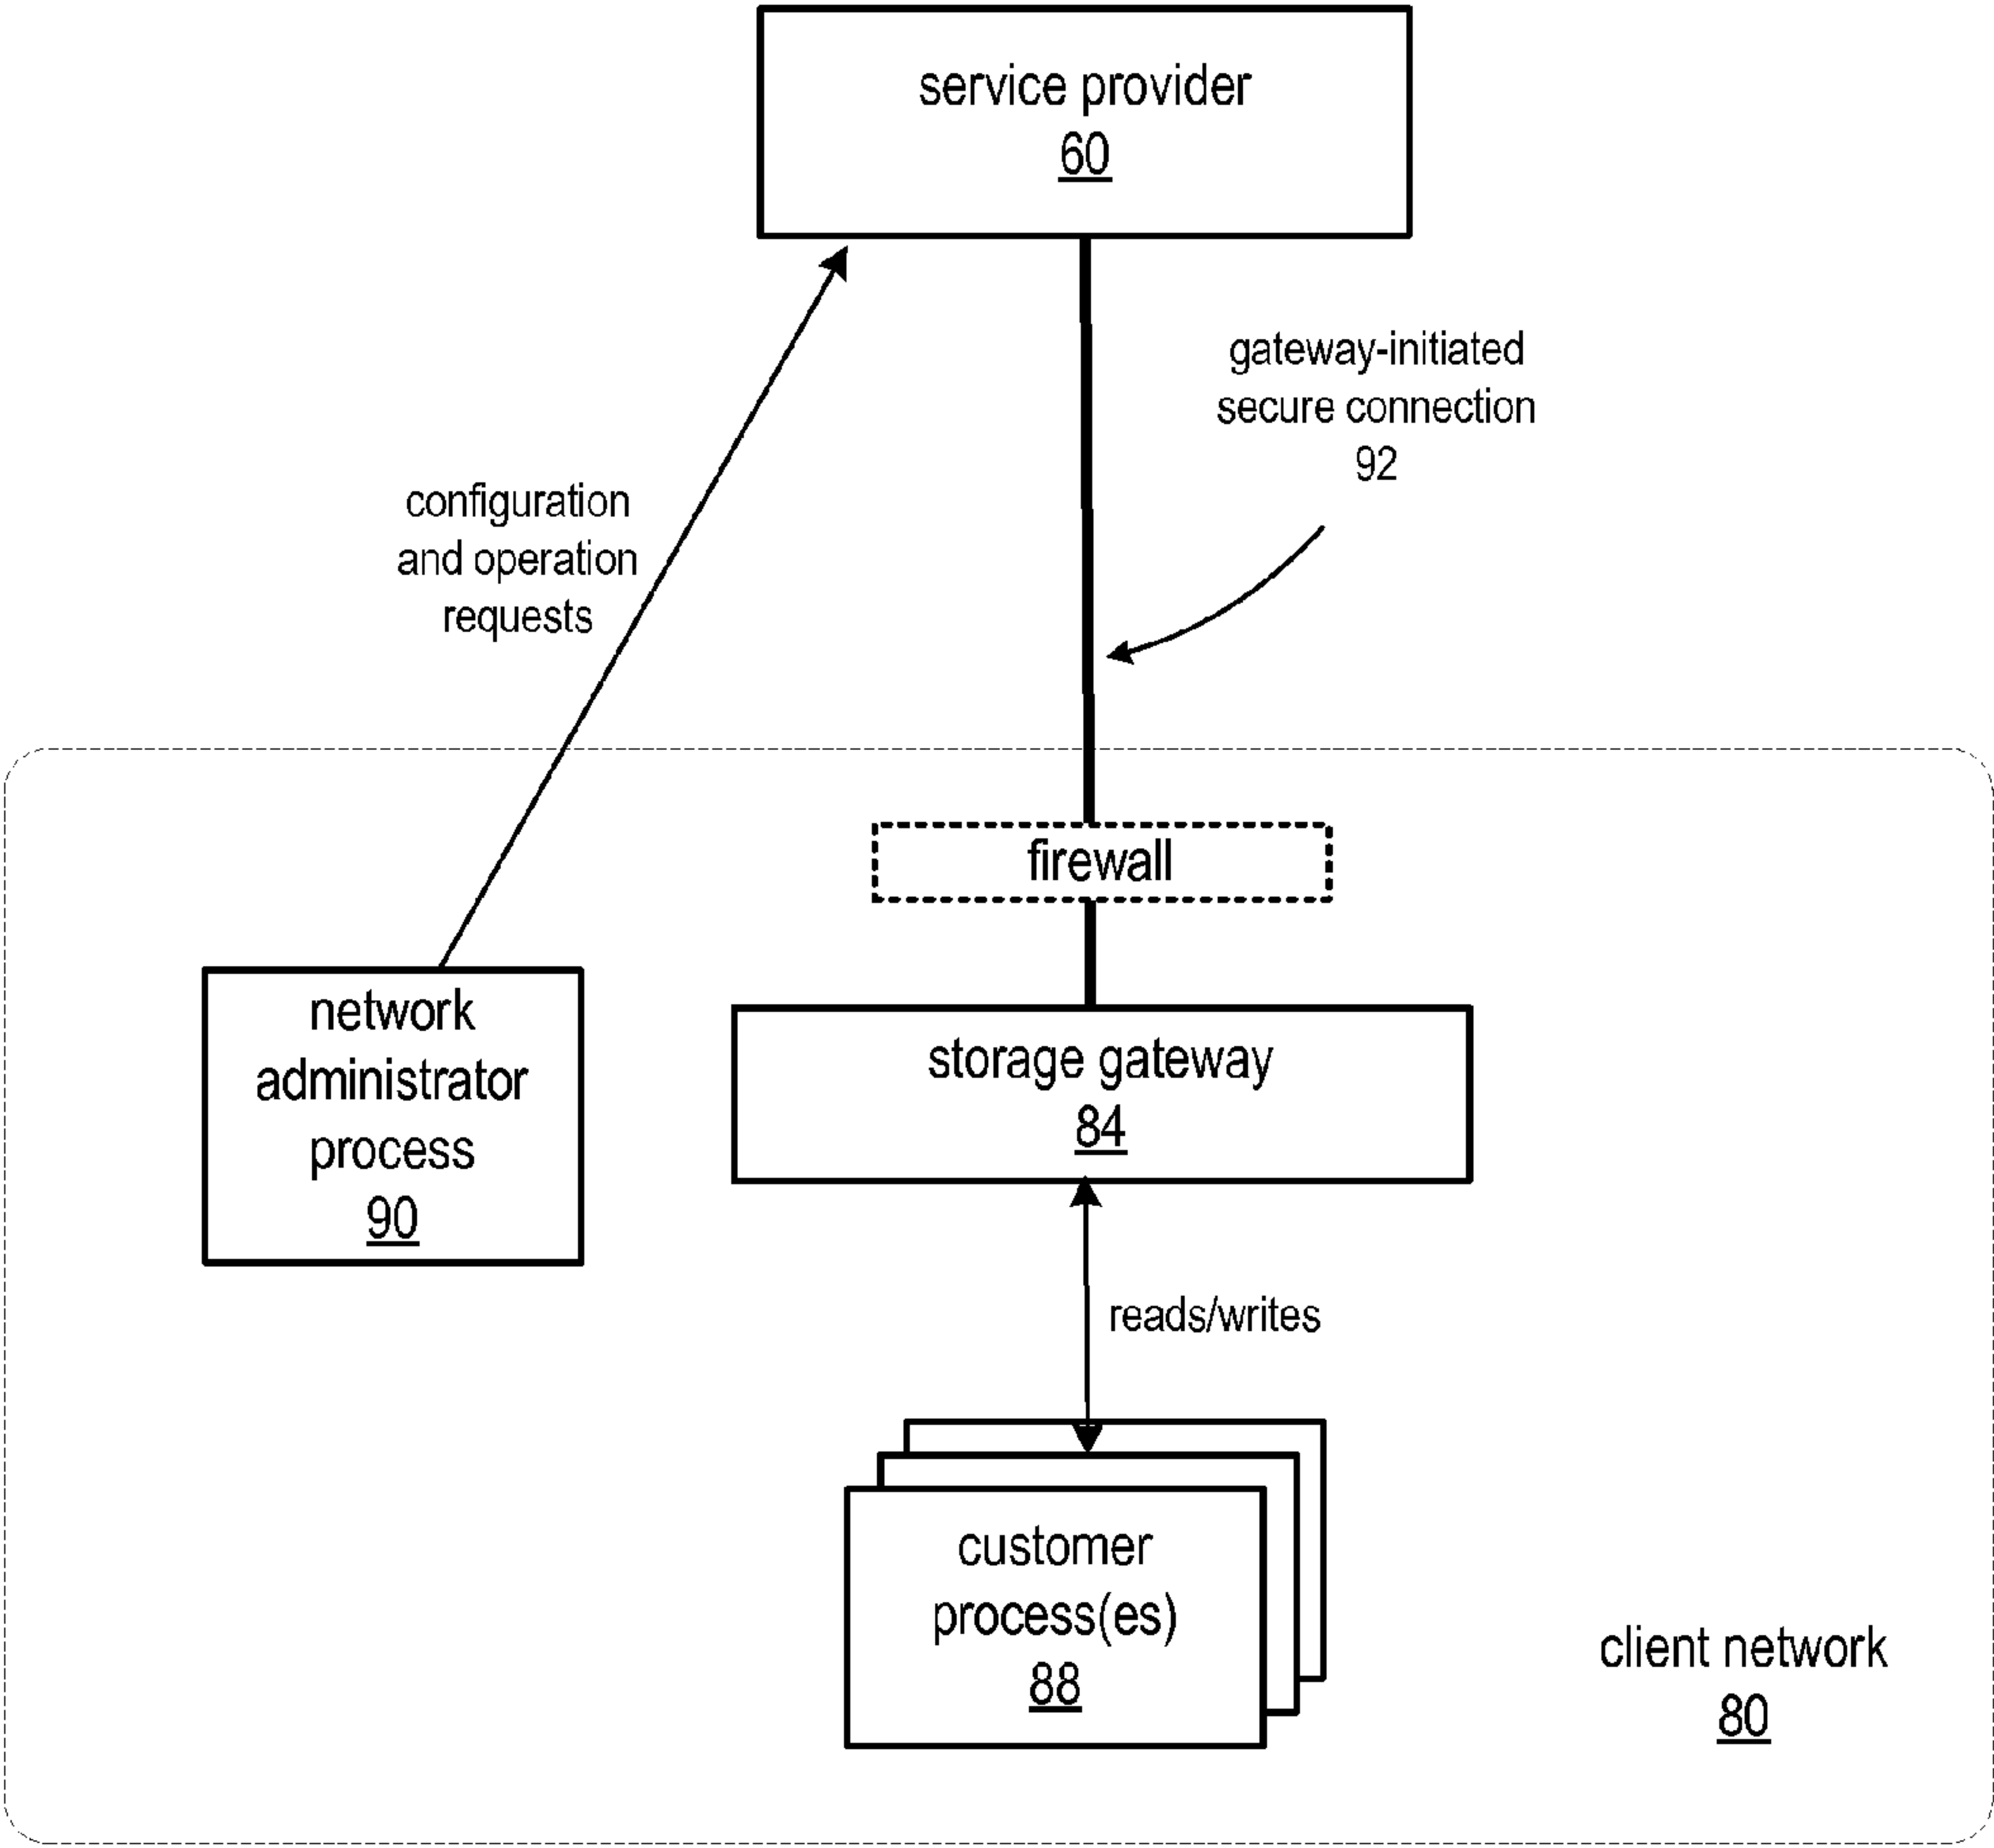 service provider
60
gateway-initiated
secure connection
92
configuration
and operation
requests
firewall
network
administrator
process
90
storage gateway
84
reads/writes
customer
process(es)
88
client network
80